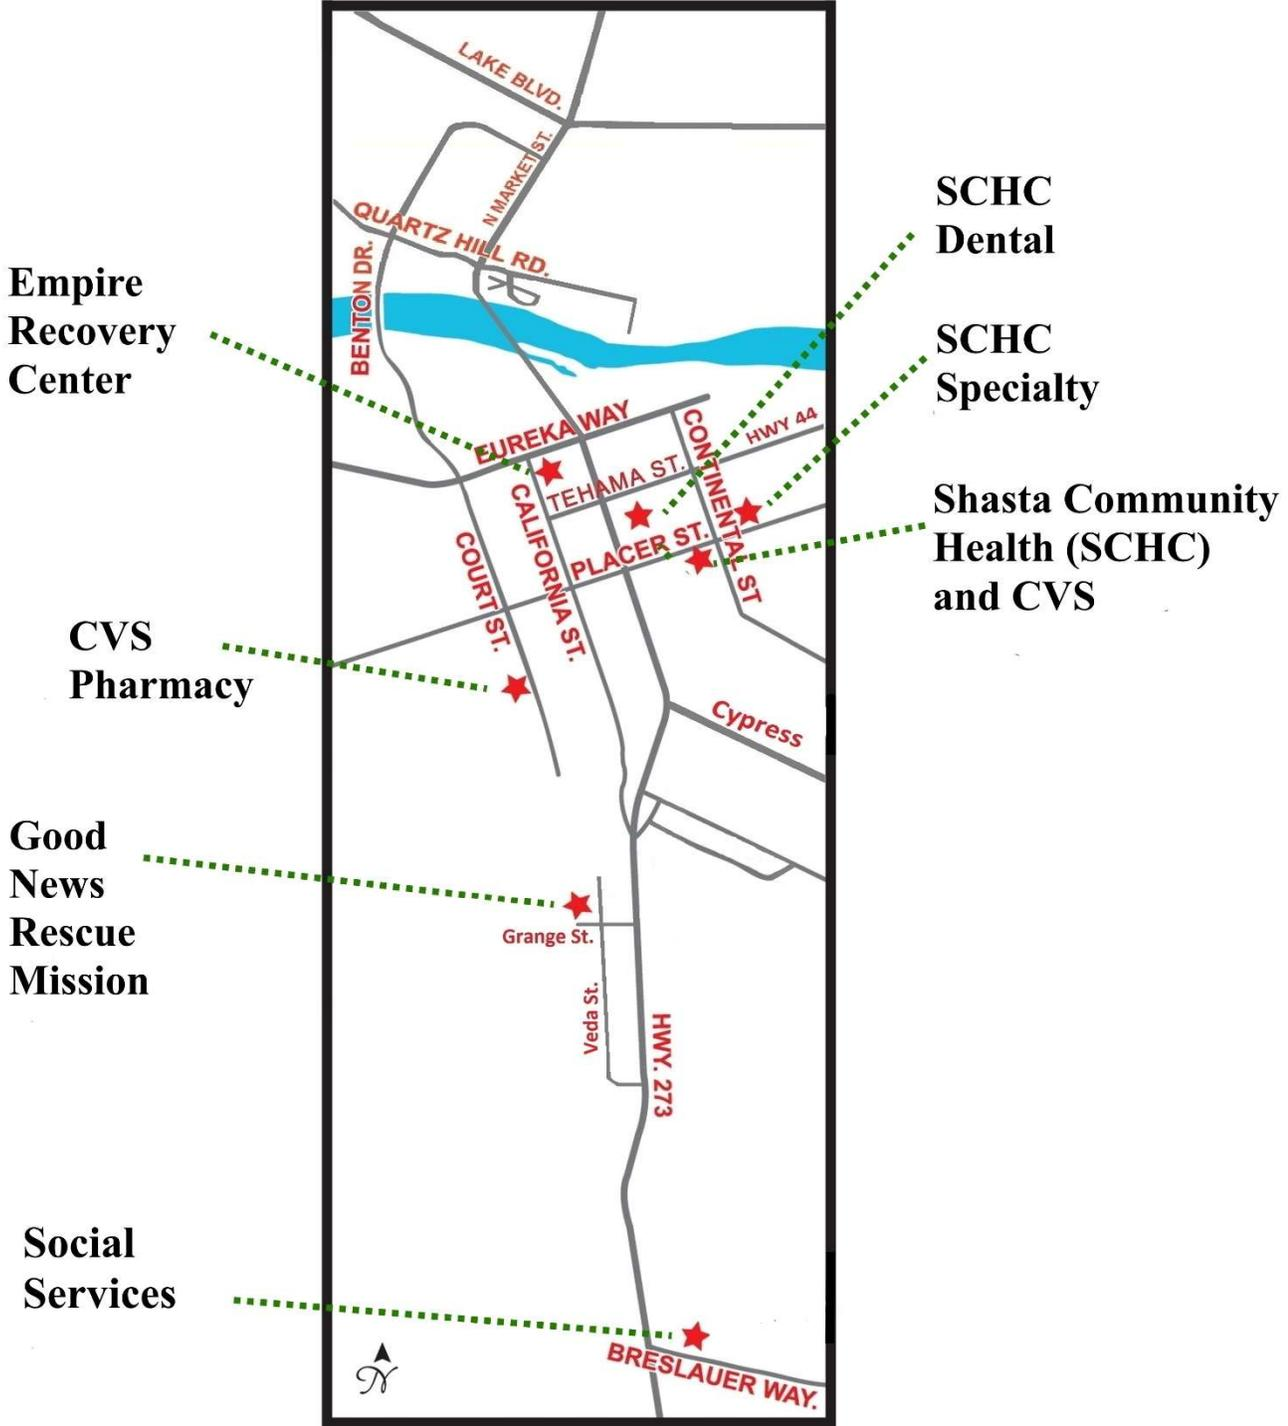 LAKE BLVD.
N MARKET ST.
QUARTZ HILL RD.
BENTON DR.
SCHC
Dental
Empire
Recovery
Center
SCHC
Specialty
EUREKA WAY
HWY 44
TEHAMA ST.
CONTINENTAL ST
PLACER ST.
CALIFORNIA ST.
COURT ST.
Shasta Community
Health (SCHC)
and CVS
CVS
Pharmacy
Cypress
Good
News
Rescue
Mission
Grange St.
Veda St.
HWY. 273
Social
Services
BRESLAUER WAY.
N